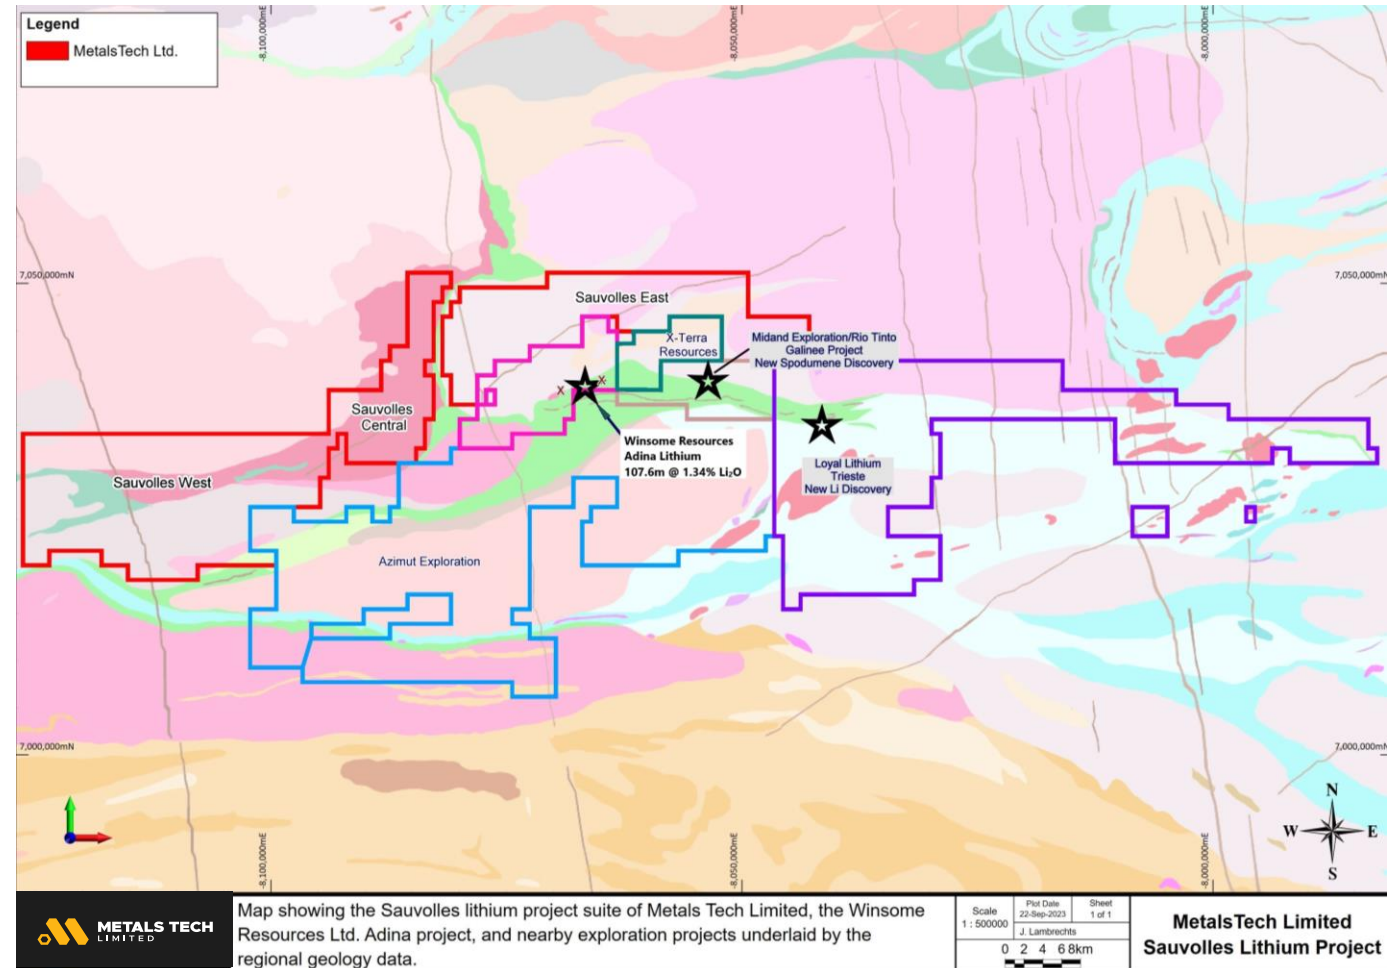 Legend
MetalsTech Ltd.
-8,100,000mE
-8,050,000mE
-8,000,000mE
7,050,000mN
7,050,000mN
Sauvolles East
X-Terra
Resources
Midand Exploration/Rio Tinto
Galinee Project
New Spodumene Discovery
X
X
Sauvolles
Central
Winsome Resources
Adina Lithium
107.6m @ 1.34% Li₂O
Loyal Lithium
Trieste
New Li Discovery
Sauvolles West
Azimut Exploration
7,000,000mN
7,000,000mN
N
W
E
S
-8,100,000mE
-8,050,000mE
-8,000,000mE
METALS TECH
LIMITED
Map showing the Sauvolles lithium project suite of Metals Tech Limited, the Winsome
Resources Ltd. Adina project, and nearby exploration projects underlaid by the
regional geology data.
Scale
1 : 500000
Plot Date
22-Sep-2023
Sheet
1 of 1
J. Lambrechts
0 2 4 6 8km
MetalsTech Limited
Sauvolles Lithium Project